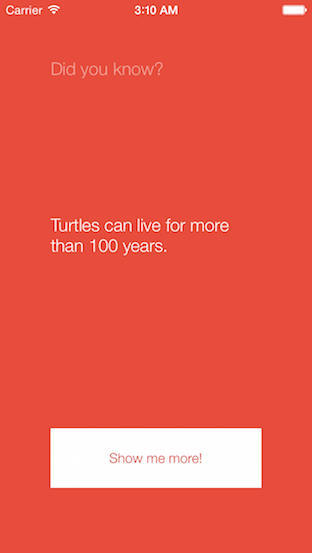 Carrier 3:10 AM
Did you know?
Turtles can live for more
than 100 years.
Show me more!